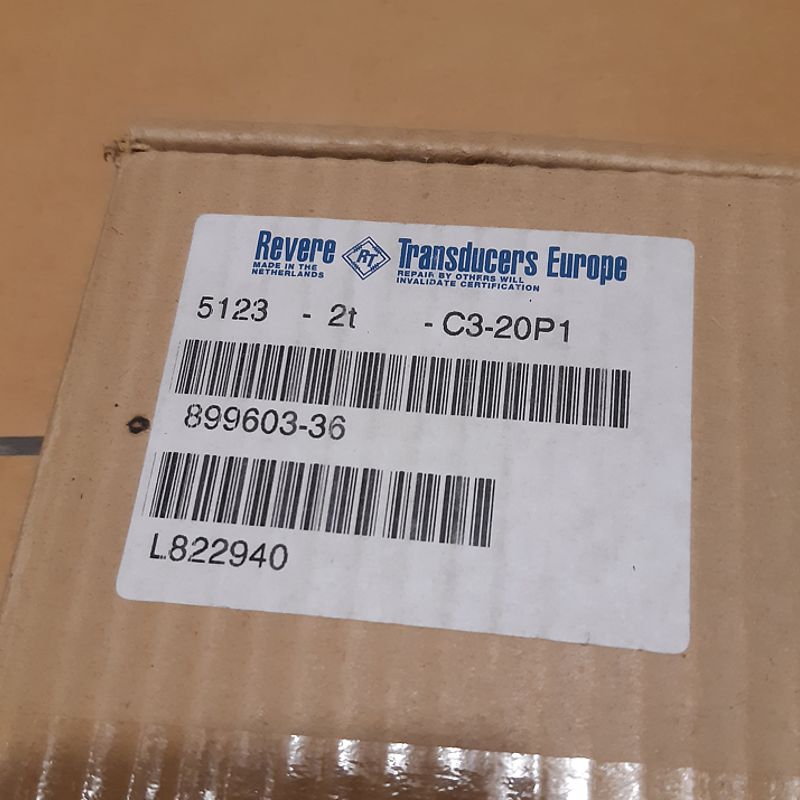 Revere RT Transducers Europe
MADE IN THE NETHERLANDS
REPAIR BY OTHERS WILL INVALIDATE CERTIFICATION
5123 - 2t - C3-20P1
899603-36
L822940